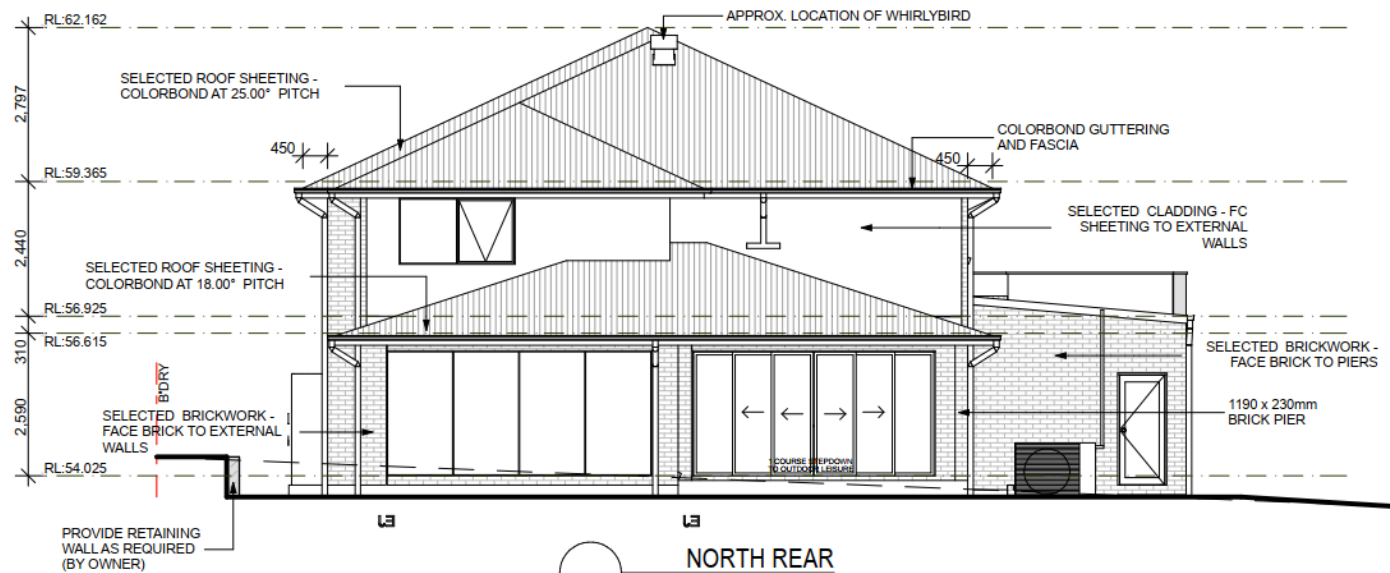 RL:62.162
APPROX. LOCATION OF WHIRLYBIRD
SELECTED ROOF SHEETING -
COLORBOND AT 25.00° PITCH
2,797
COLORBOND GUTTERING
AND FASCIA
450
450
RL:59.365
SELECTED CLADDING - FC
SHEETING TO EXTERNAL
WALLS
2,440
SELECTED ROOF SHEETING -
COLORBOND AT 18.00° PITCH
RL:56.925
310
RL:56.615
SELECTED BRICKWORK -
FACE BRICK TO PIERS
B'DRY
2,590
SELECTED BRICKWORK -
FACE BRICK TO EXTERNAL
WALLS
1190 x 230mm
BRICK PIER
1 COURSE STEPDOWN
TO OUTDOOR LEISURE
RL:54.025
PROVIDE RETAINING
WALL AS REQUIRED
(BY OWNER)
NORTH REAR